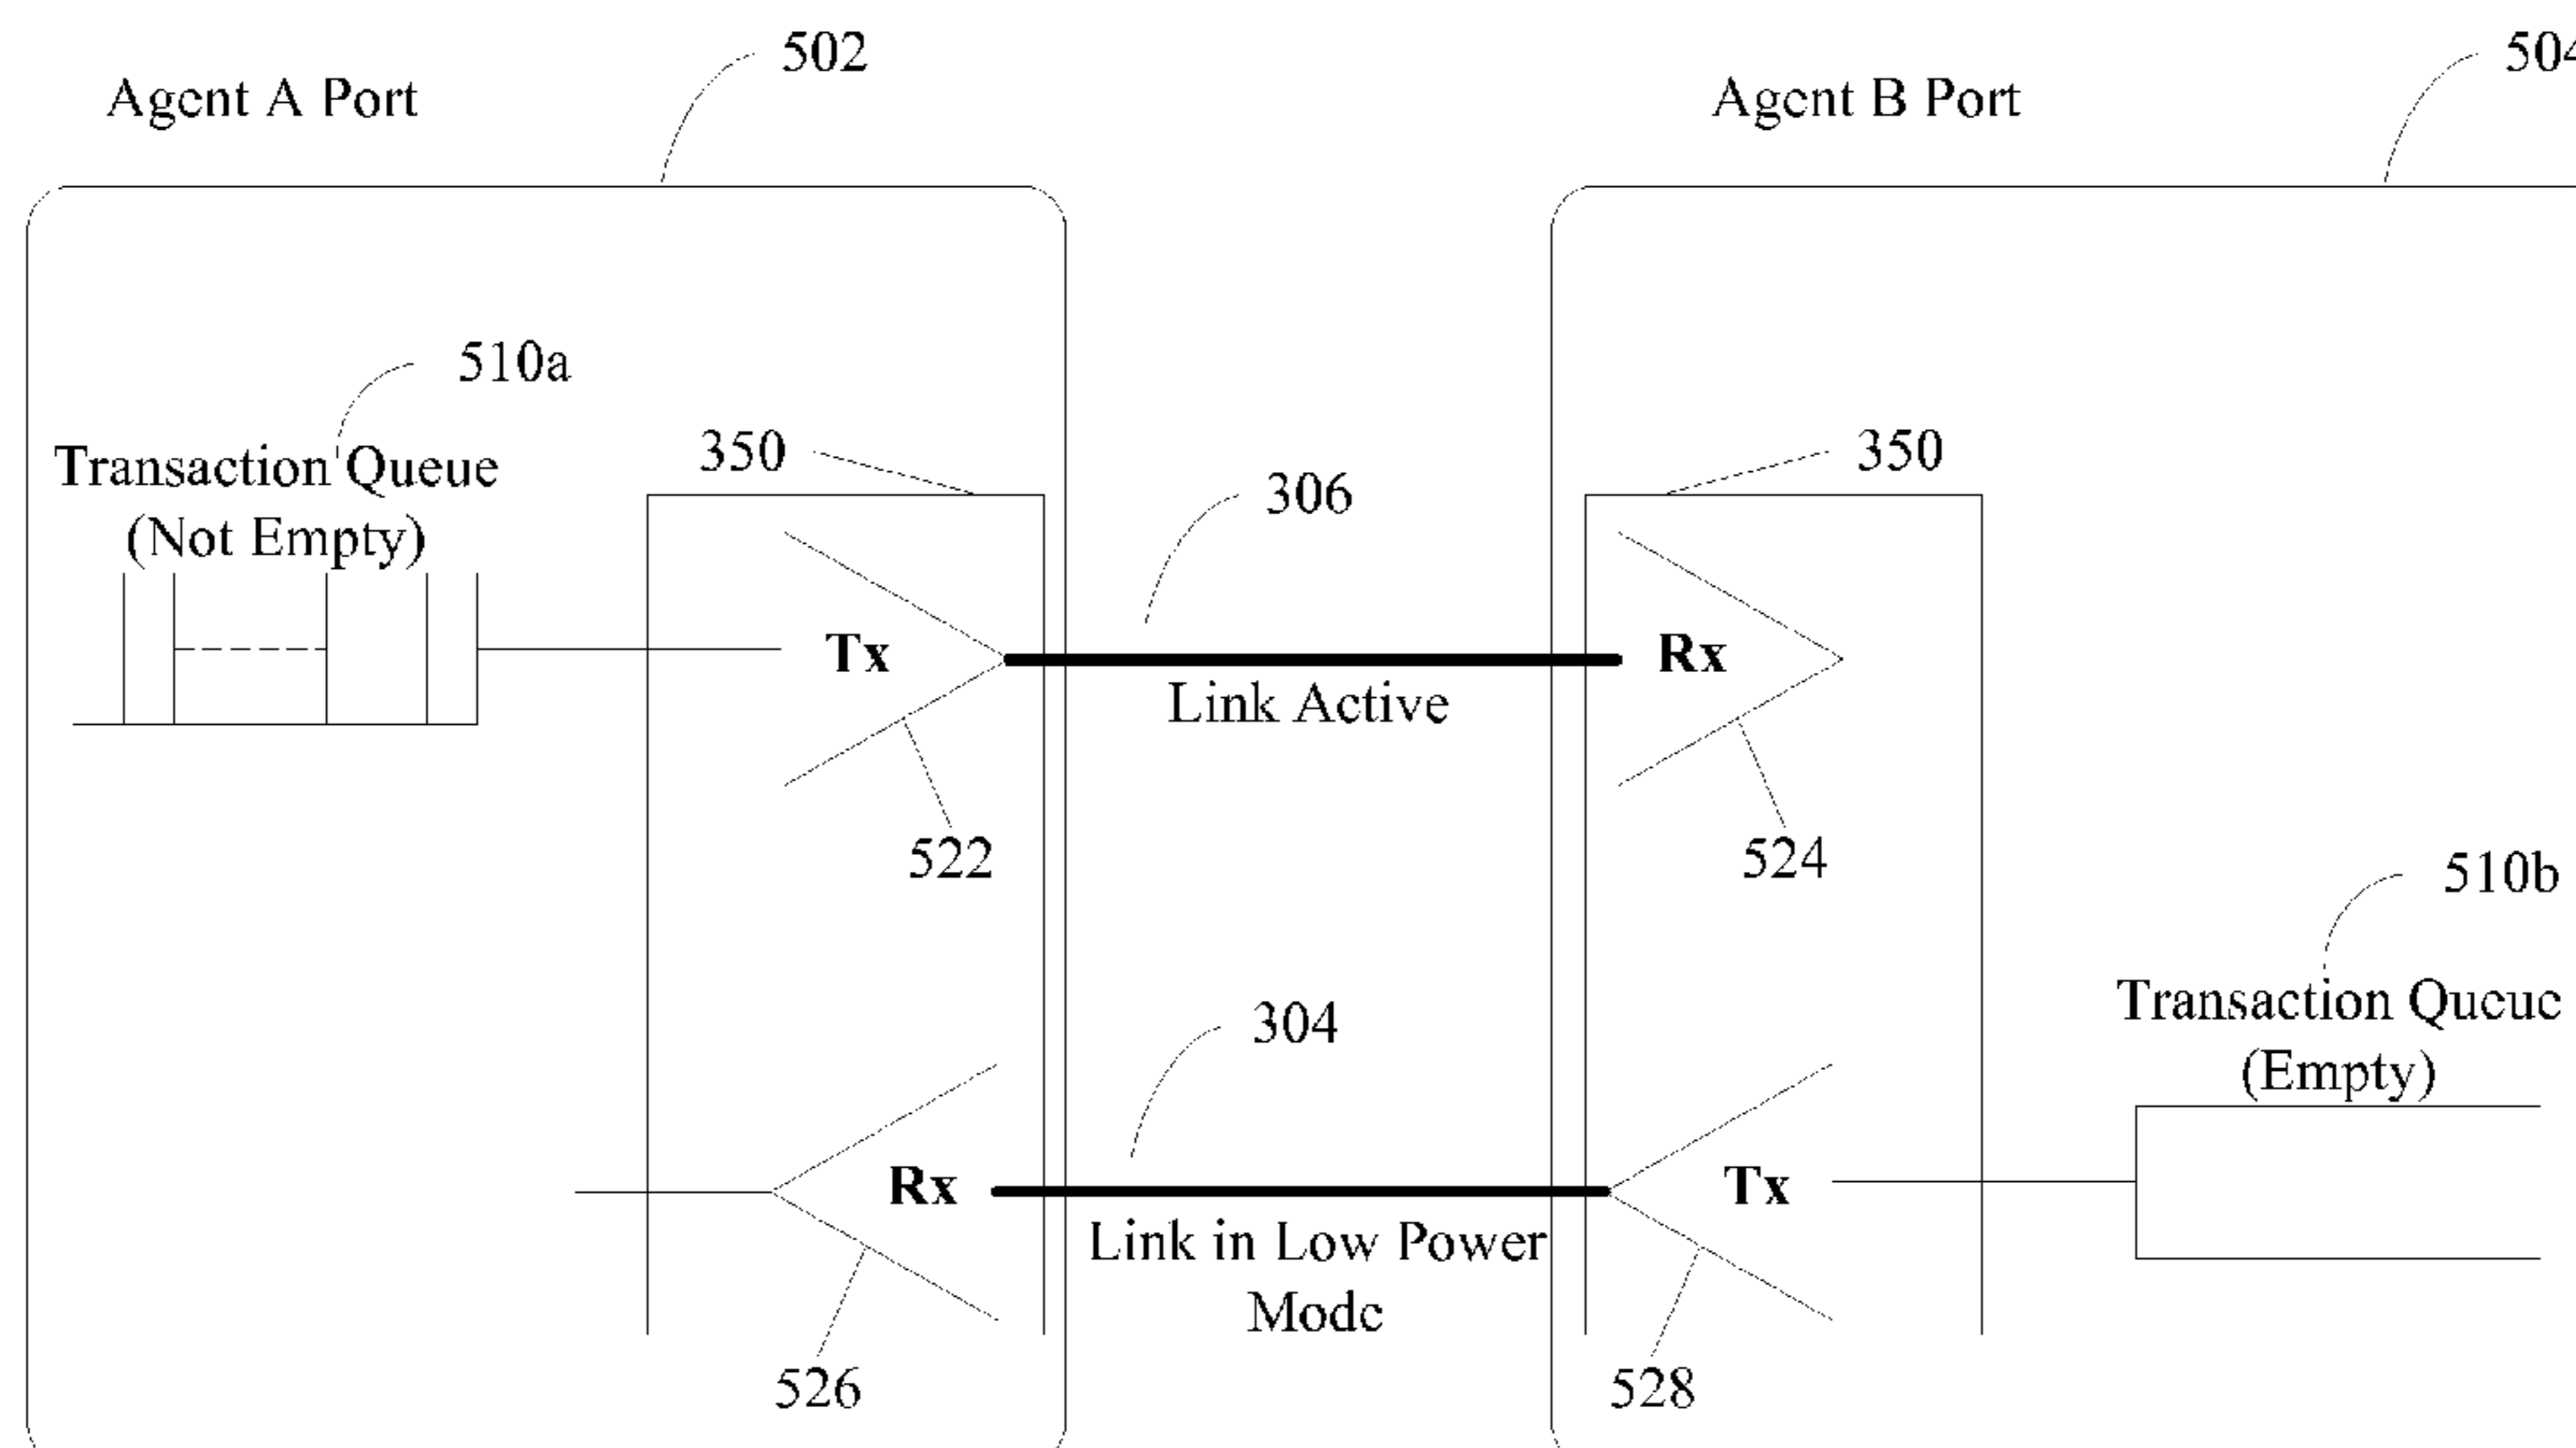 502
504
Agent A Port
Agent B Port
510a
Transaction Queue
(Not Empty)
350
306
350
Tx
Rx
Link Active
522
524
510b
304
Transaction Queue
(Empty)
Rx
Tx
Link in Low Power
Mode
526
528